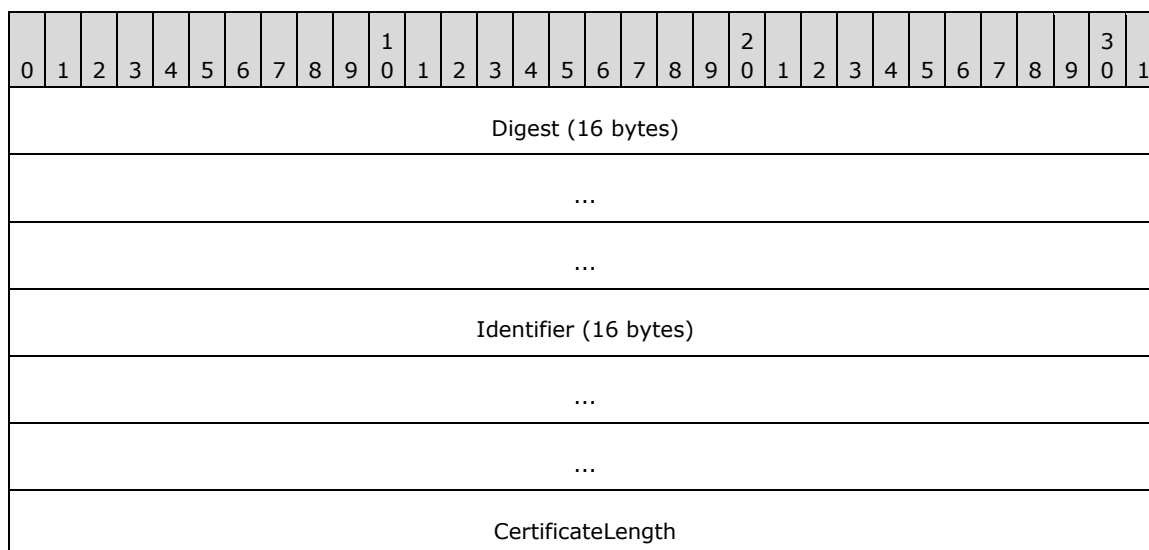 1 2 3
0 1 2 3 4 5 6 7 8 9 0 1 2 3 4 5 6 7 8 9 0 1 2 3 4 5 6 7 8 9 0 1
Digest (16 bytes)
...
...
Identifier (16 bytes)
...
...
CertificateLength